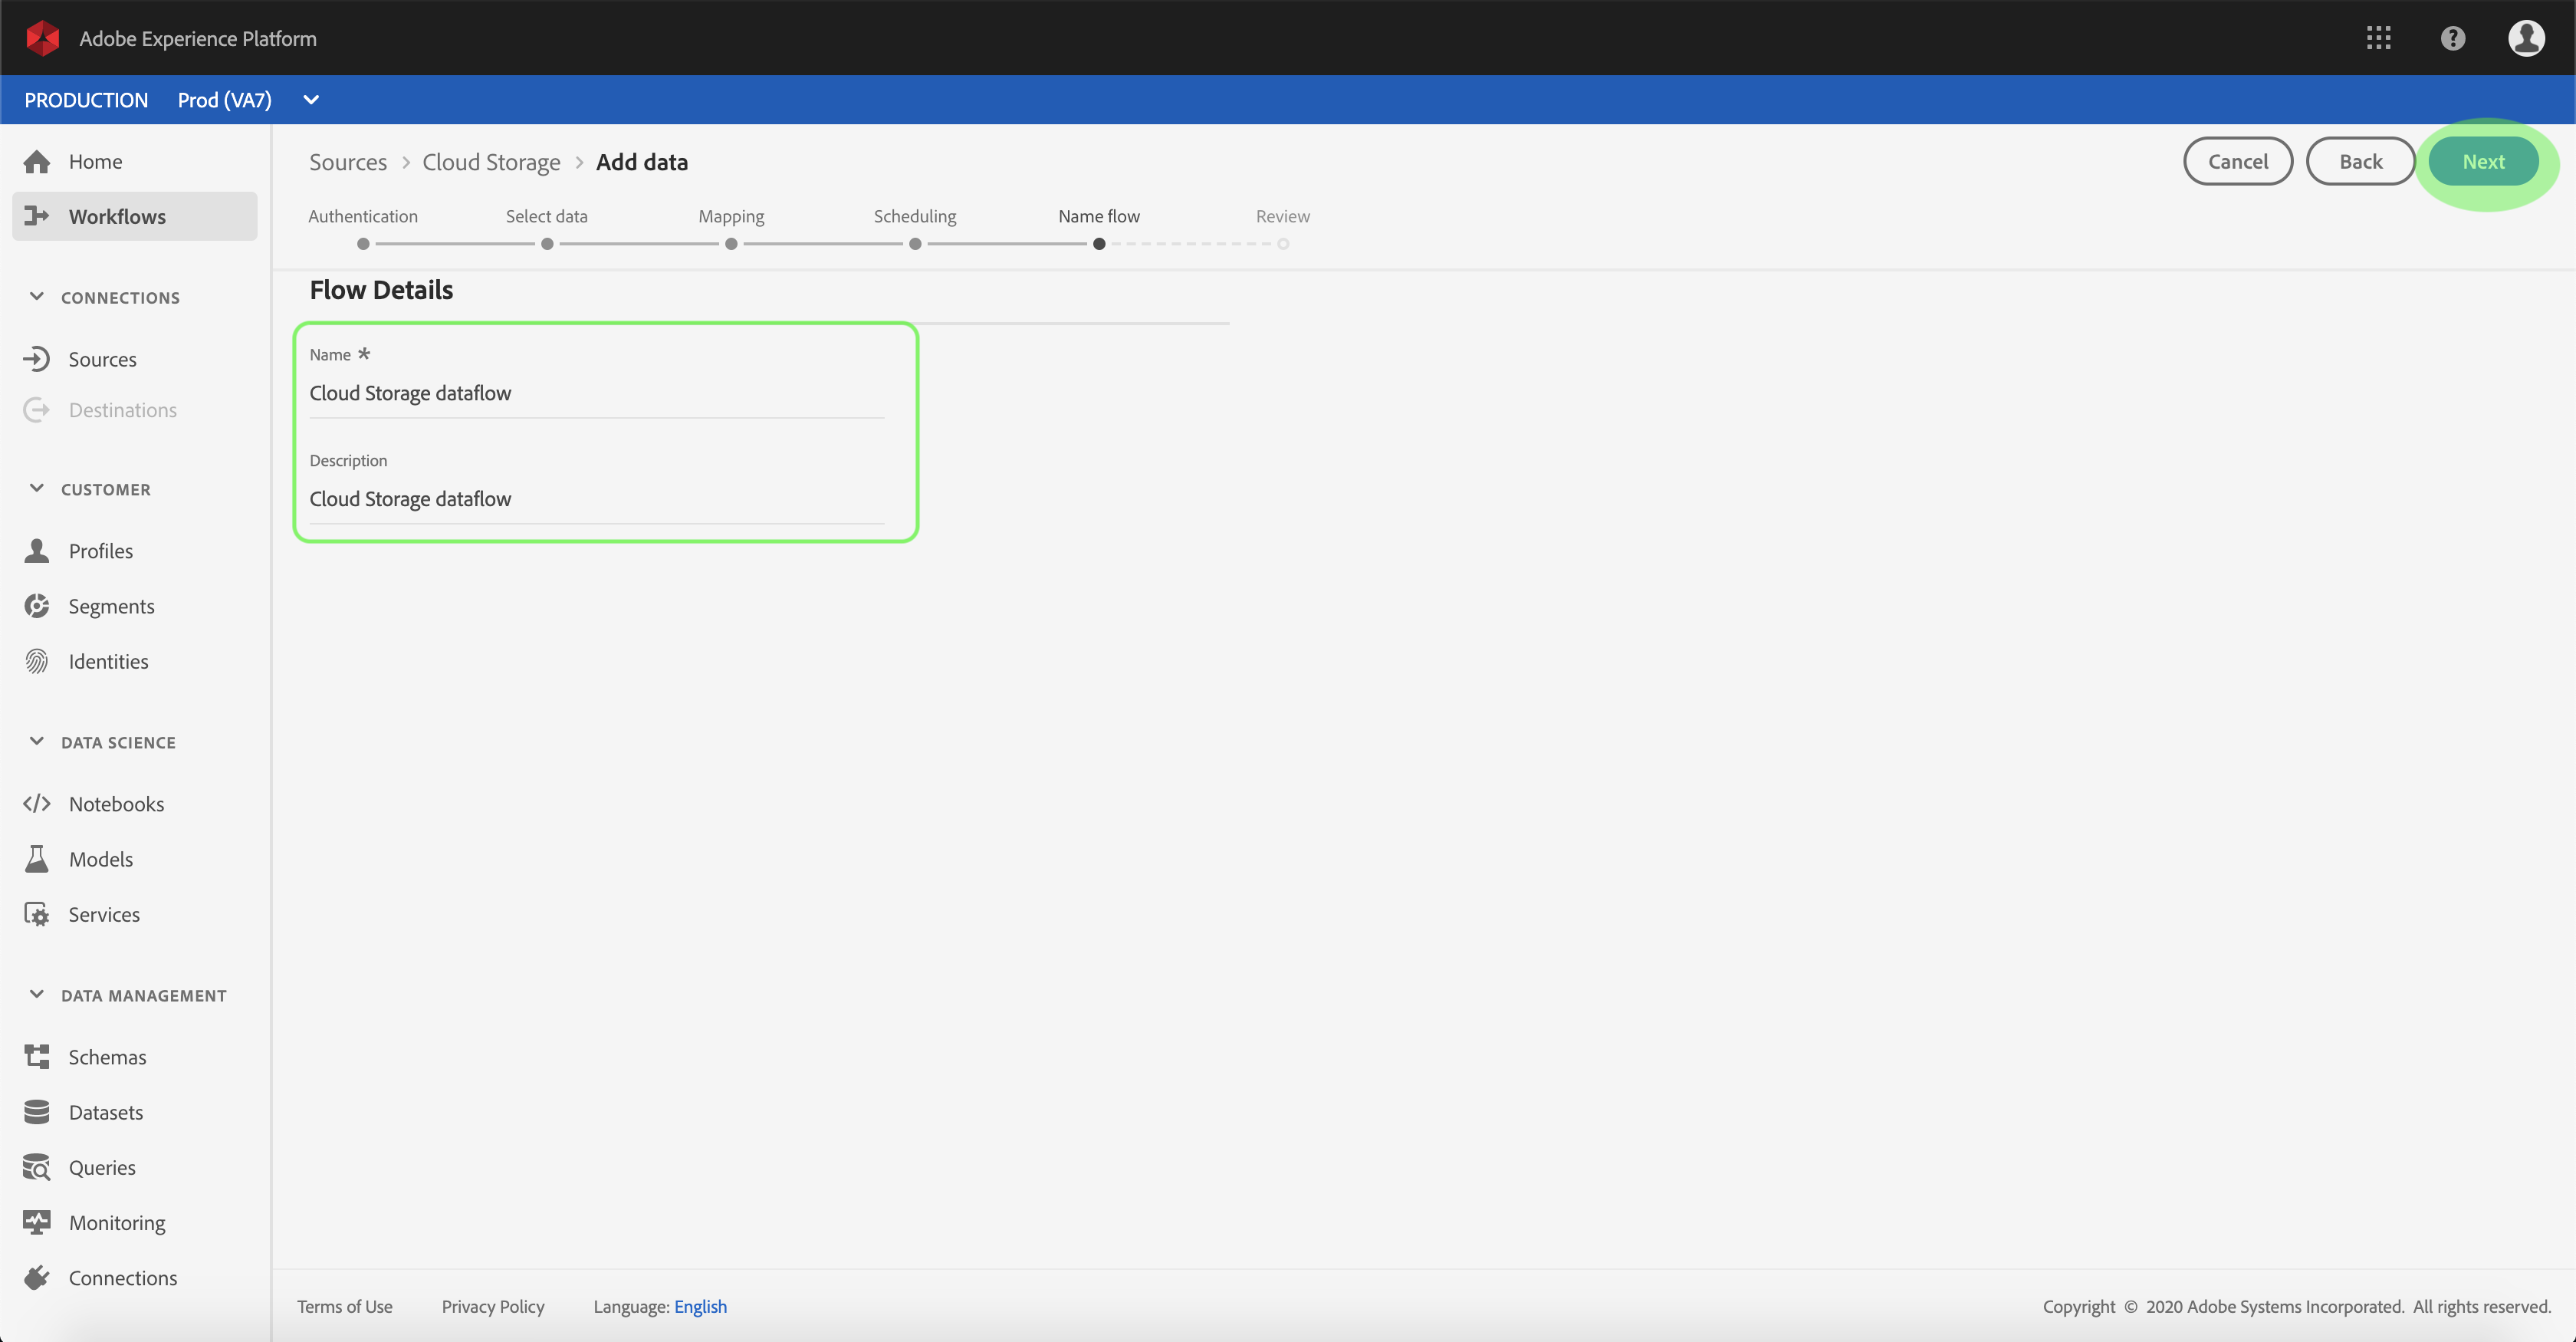 Adobe Experience Platform
PRODUCTION Prod (VA7)
Home
Workflows
CONNECTIONS
Sources
Destinations
CUSTOMER
Profiles
Segments
Identities
DATA SCIENCE
Notebooks
Models
Services
DATA MANAGEMENT
Schemas
Datasets
Queries
Monitoring
Connections
Sources > Cloud Storage > Add data
Cancel Back Next
Authentication Select data Mapping Scheduling Name flow Review
Flow Details
Name *
Cloud Storage dataflow
Description
Cloud Storage dataflow
Terms of Use Privacy Policy Language: English
Copyright © 2020 Adobe Systems Incorporated. All rights reserved.